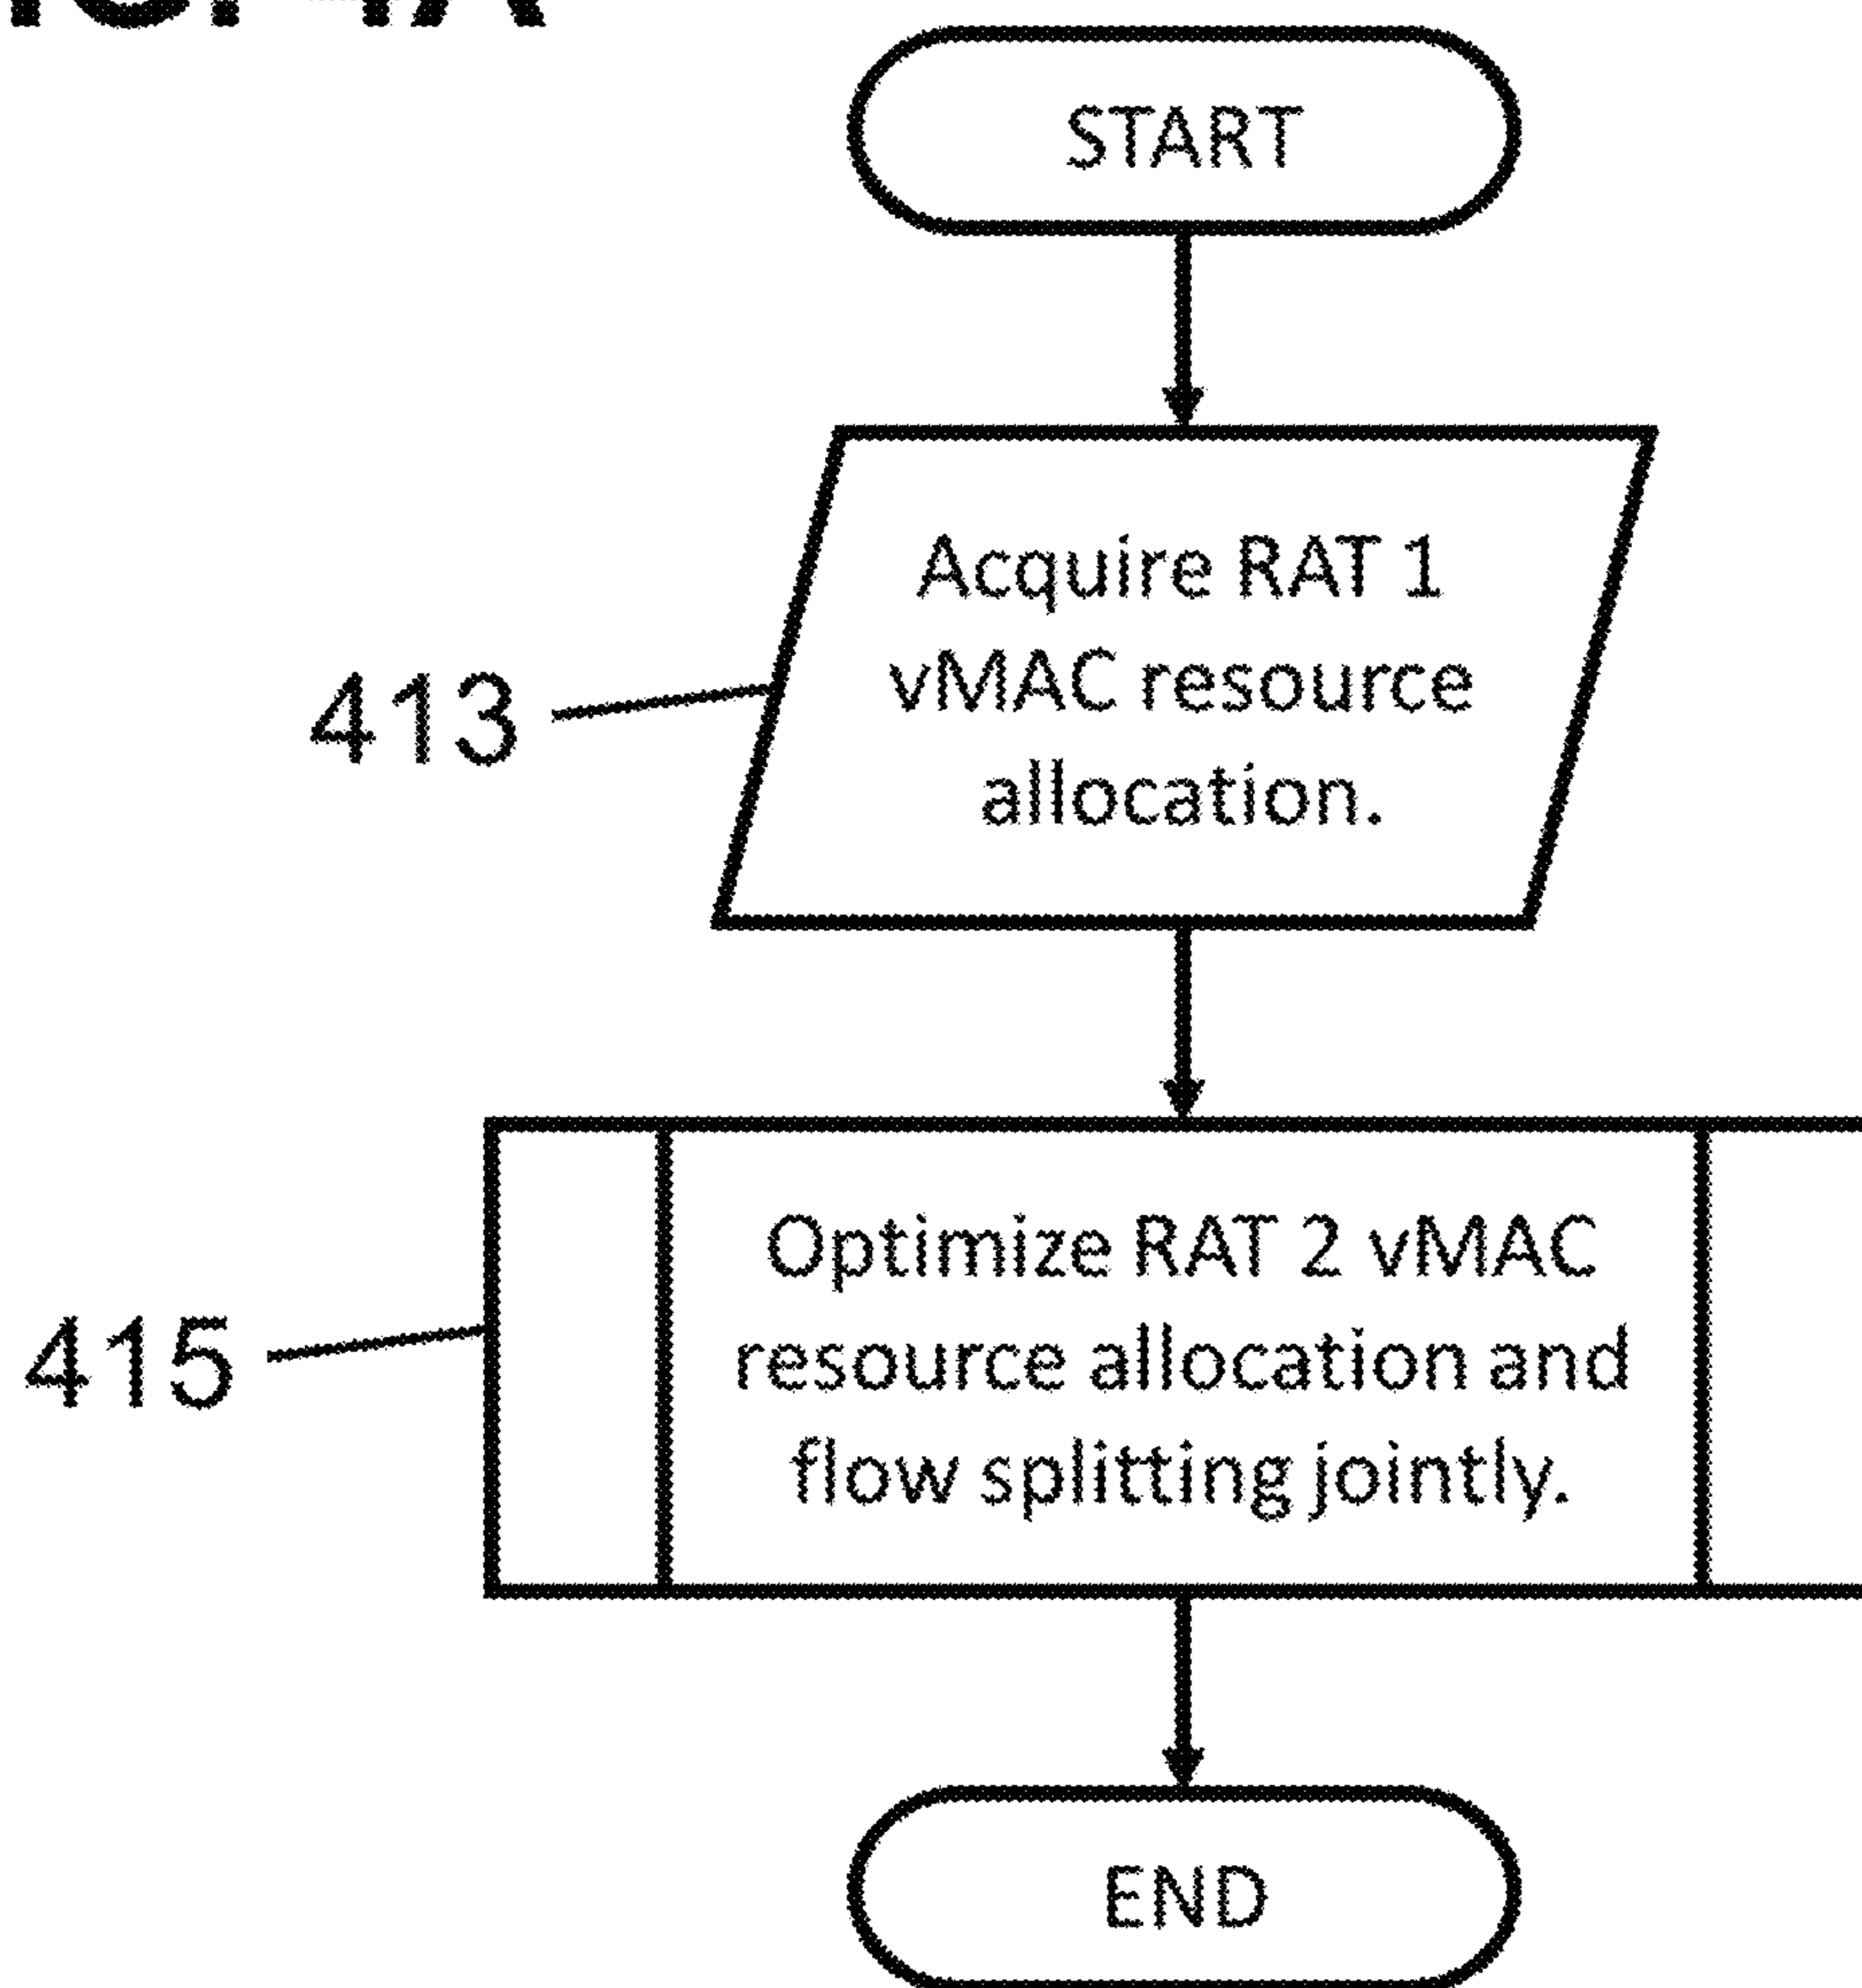 START
Acquire RAT 1
vMAC resource
allocation.
413
Optimize RAT 2 vMAC
resource allocation and
flow splitting jointly.
415
END